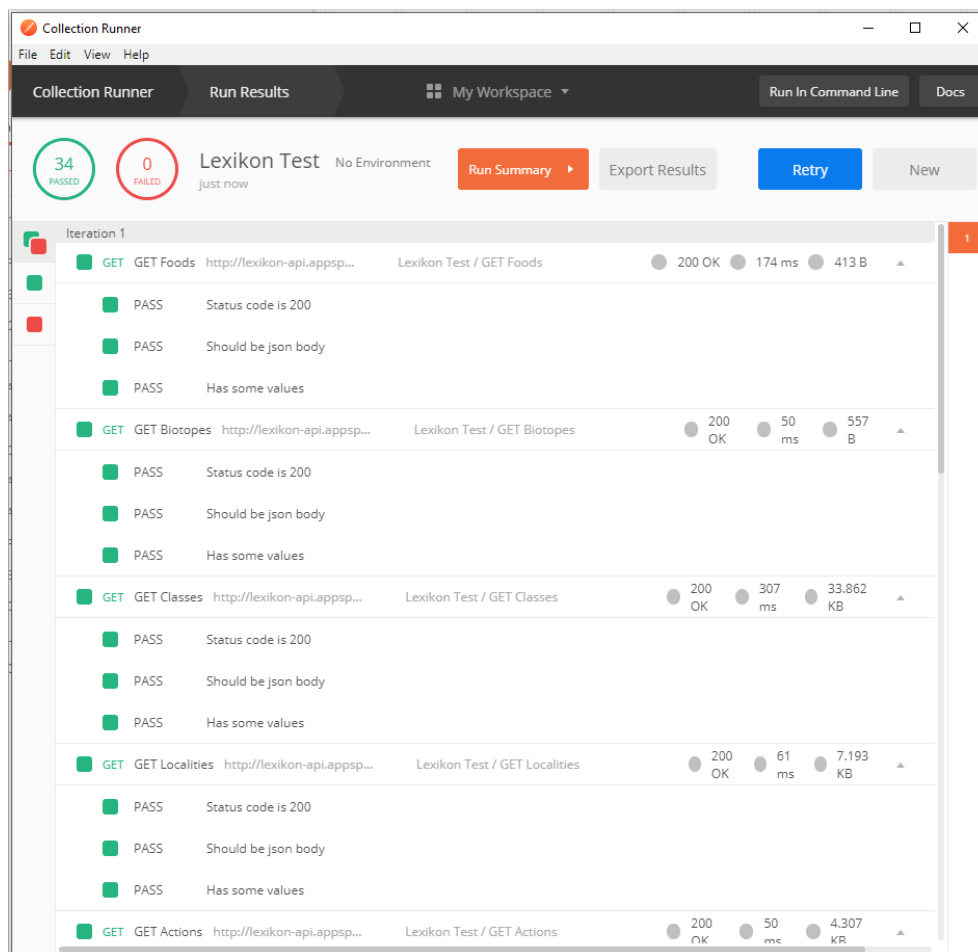 Collection Runner
File Edit View Help
Collection Runner Run Results My Workspace Run In Command Line Docs
34 PASSED 0 FAILED Lexikon Test No Environment Run Summary Export Results Retry New
just now
Iteration 1
1
GET GET Foods http://lexikon-api.appsp... Lexikon Test / GET Foods 200 OK 174 ms 413 B
PASS Status code is 200
PASS Should be json body
PASS Has some values
GET GET Biotopes http://lexikon-api.appsp... Lexikon Test / GET Biotopes 200 OK 50 ms 557 B
PASS Status code is 200
PASS Should be json body
PASS Has some values
GET GET Classes http://lexikon-api.appsp... Lexikon Test / GET Classes 200 OK 307 ms 33.862 KB
PASS Status code is 200
PASS Should be json body
PASS Has some values
GET GET Localities http://lexikon-api.appsp... Lexikon Test / GET Localities 200 OK 61 ms 7.193 KB
PASS Status code is 200
PASS Should be json body
PASS Has some values
GET GET Actions http://lexikon-api.appsp... Lexikon Test / GET Actions 200 OK 50 ms 4.307 KB